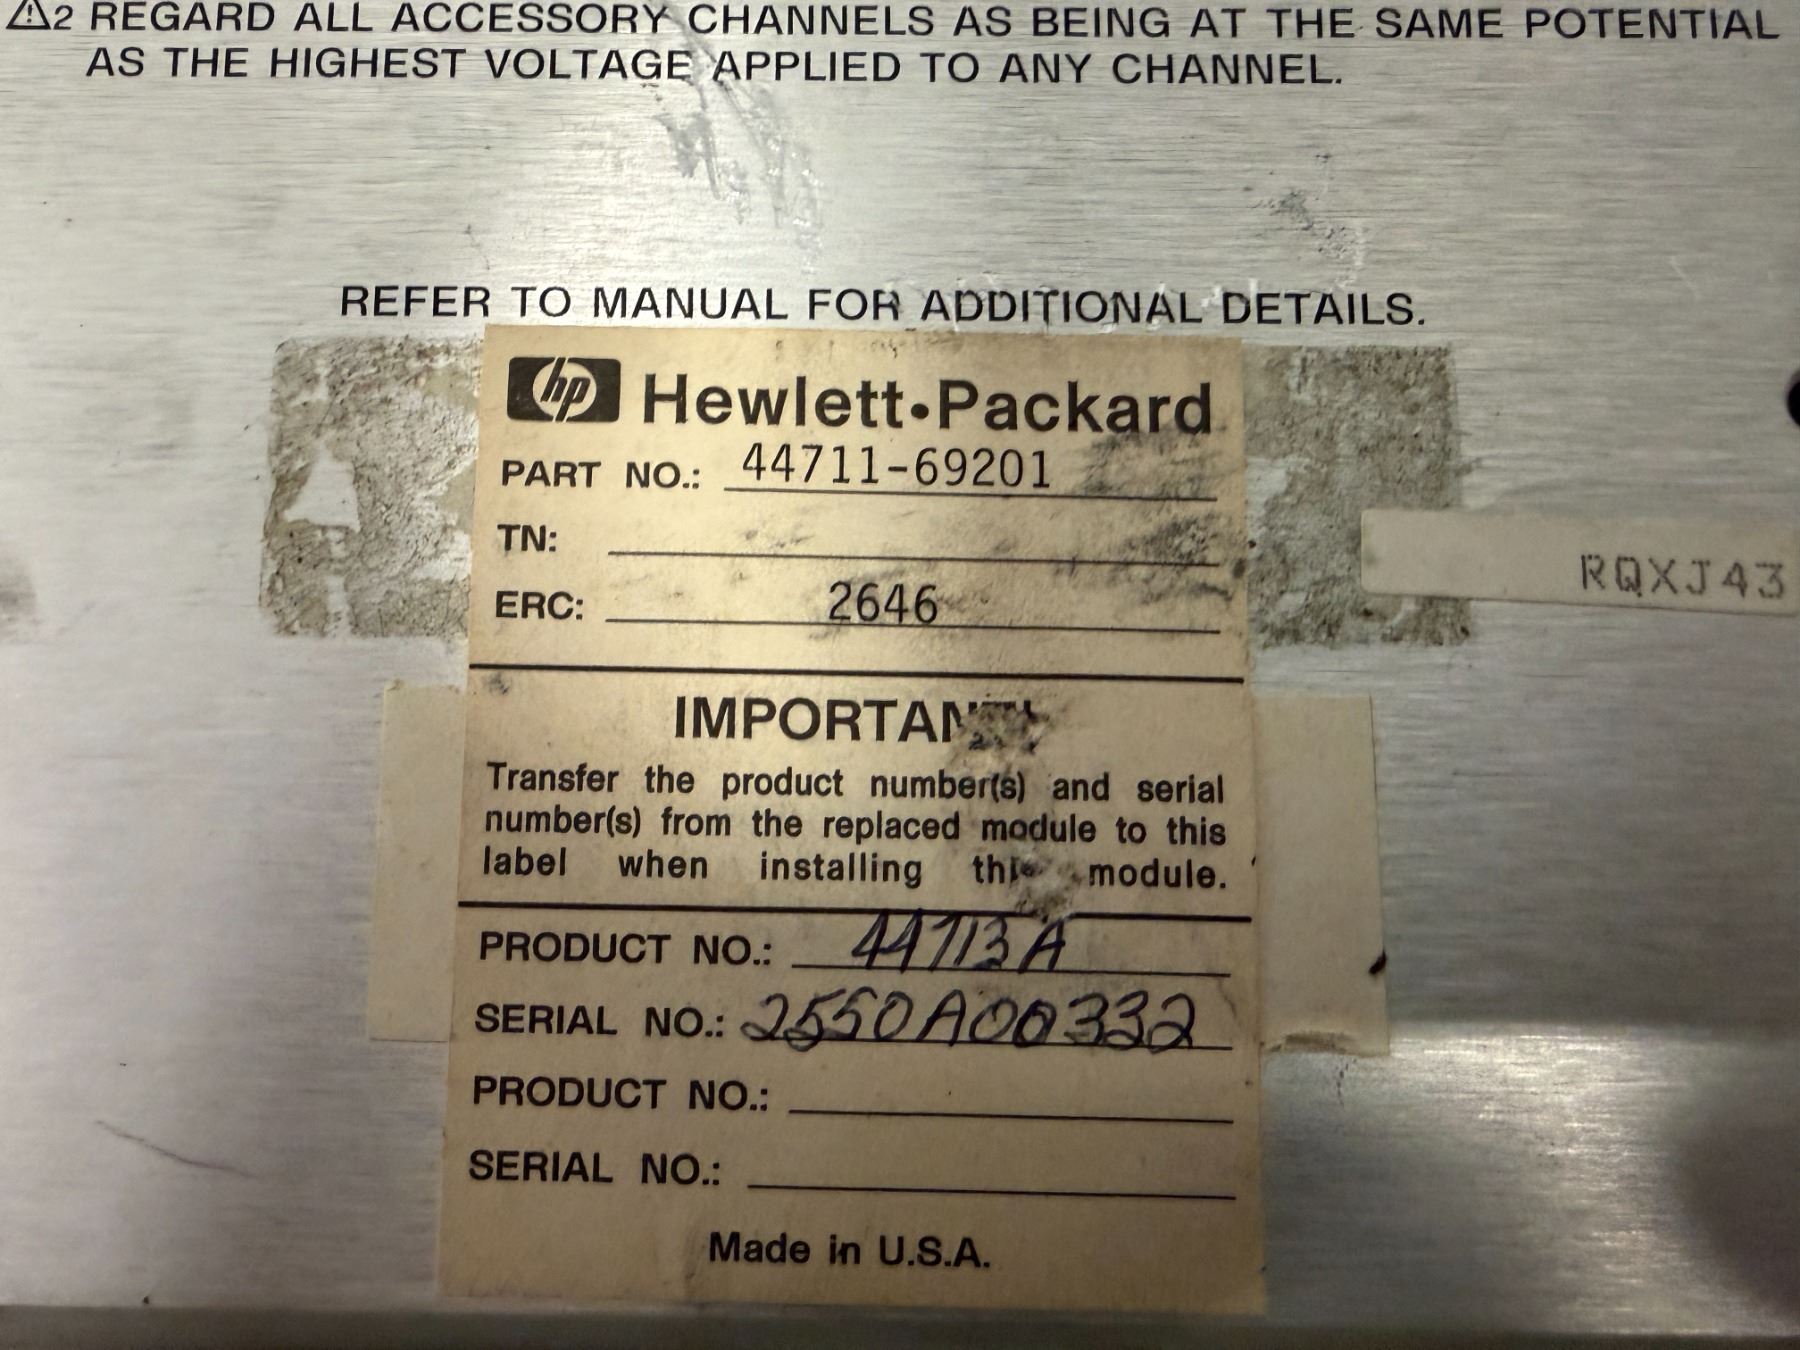 ⚠2 REGARD ALL ACCESSORY CHANNELS AS BEING AT THE SAME POTENTIAL
AS THE HIGHEST VOLTAGE APPLIED TO ANY CHANNEL.
REFER TO MANUAL FOR ADDITIONAL DETAILS.
hp Hewlett•Packard
PART NO.: 44711-69201
TN:
ERC: 2646
RQXJ43
IMPORTANT!
Transfer the product number(s) and serial
number(s) from the replaced module to this
label when installing this module.
PRODUCT NO.: 44713A
SERIAL NO.: 2550A00332
PRODUCT NO.:
SERIAL NO.:
Made in U.S.A.